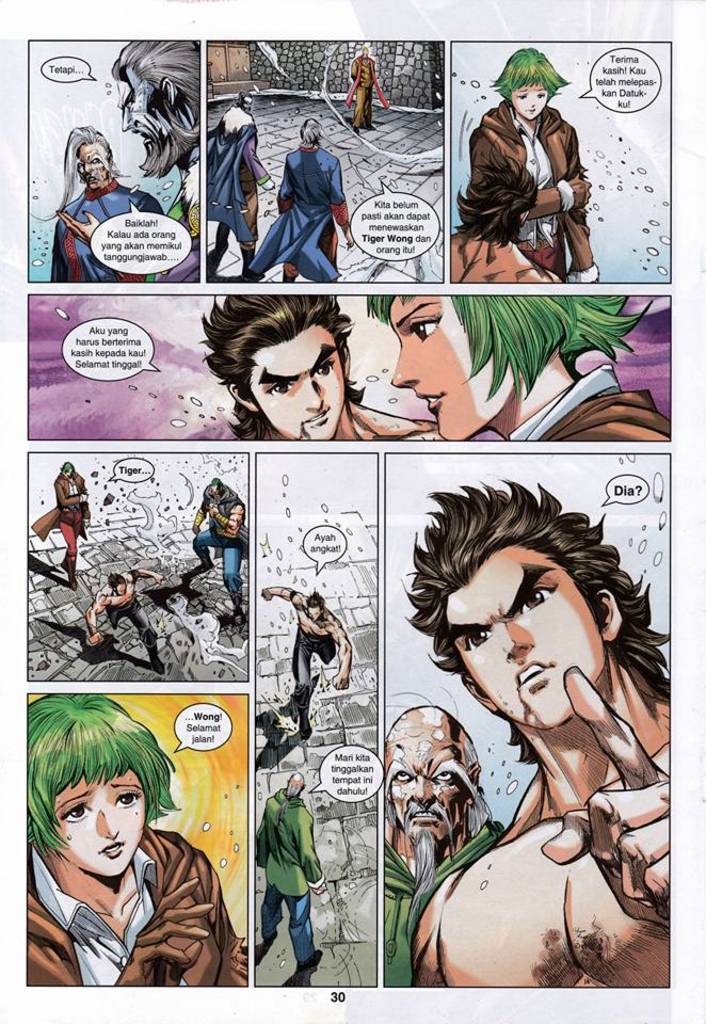 Tetapi...
Baiklah!
Kalau ada orang
yang akan memikul
tanggungjawab....
Kita belum
pasti akan dapat
menewaskan
Tiger Wong dan
orang itu!
Terima
kasih! Kau
telah melepas-
kan Datuk-
ku!
Aku yang
harus berterima
kasih kepada kau!
Selamat tinggal!
Tiger...
...Wong!
Selamat
jalan!
Ayah
angkat!
Mari kita
tinggalkan
tempat ini
dahulu!
Dia?
30